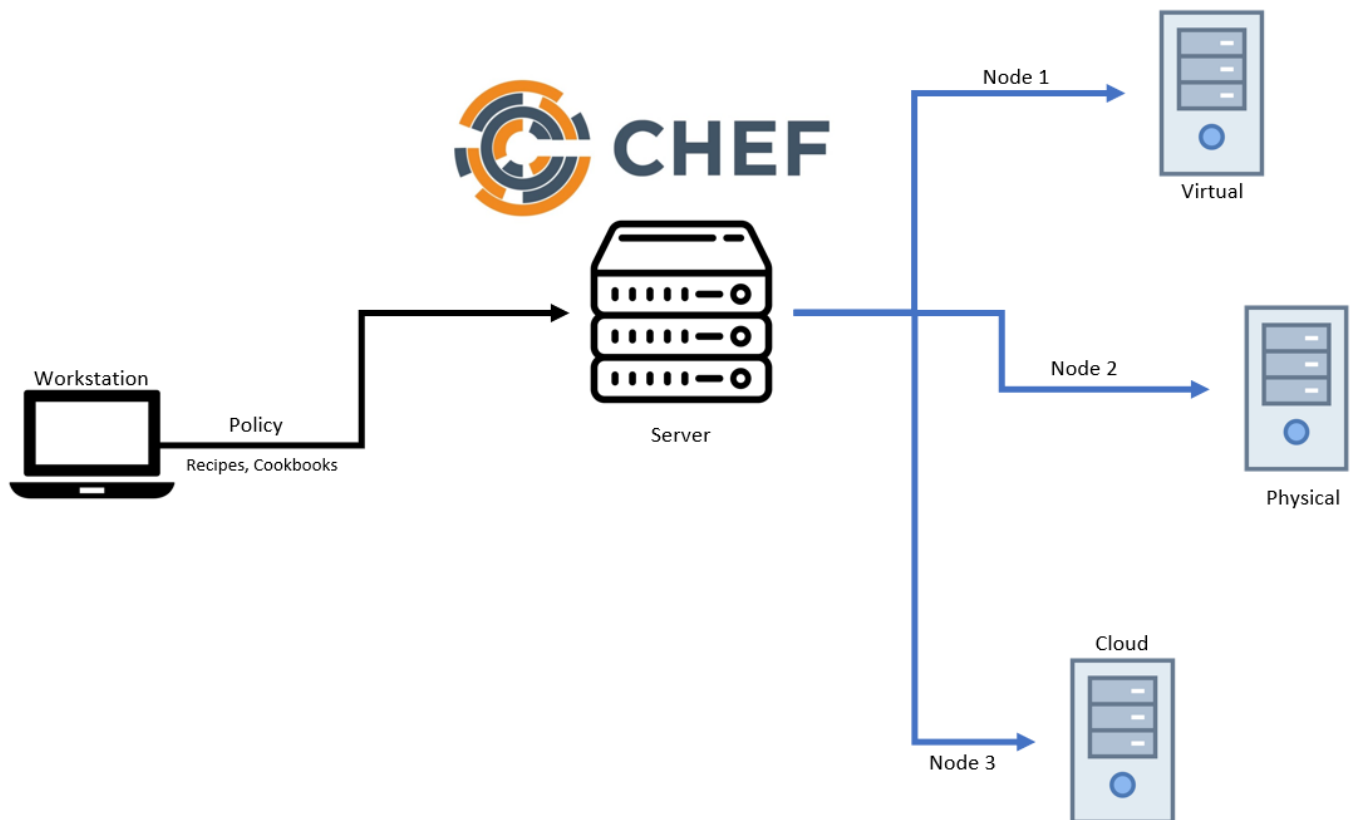 CHEF
Node 1
Virtual
Workstation
Policy
Recipes, Cookbooks
Server
Node 2
Physical
Cloud
Node 3